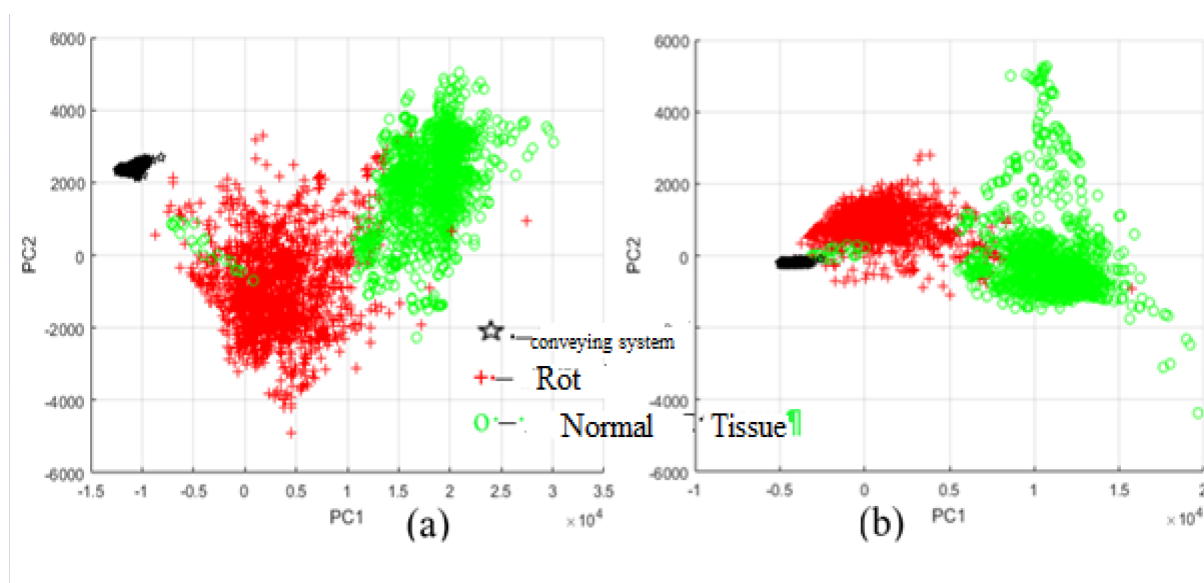 6000
4000
2000
0
-2000
-4000
-6000
PC2
-1.5 -1 -0.5 0 0.5 1 1.5 2 2.5 3 3.5
PC1
×10⁴
(a)
conveying system
Rot
Normal Tissue¶
6000
4000
2000
0
-2000
-4000
-6000
PC2
-1 -0.5 0 0.5 1 1.5
PC1
×10⁴
(b)